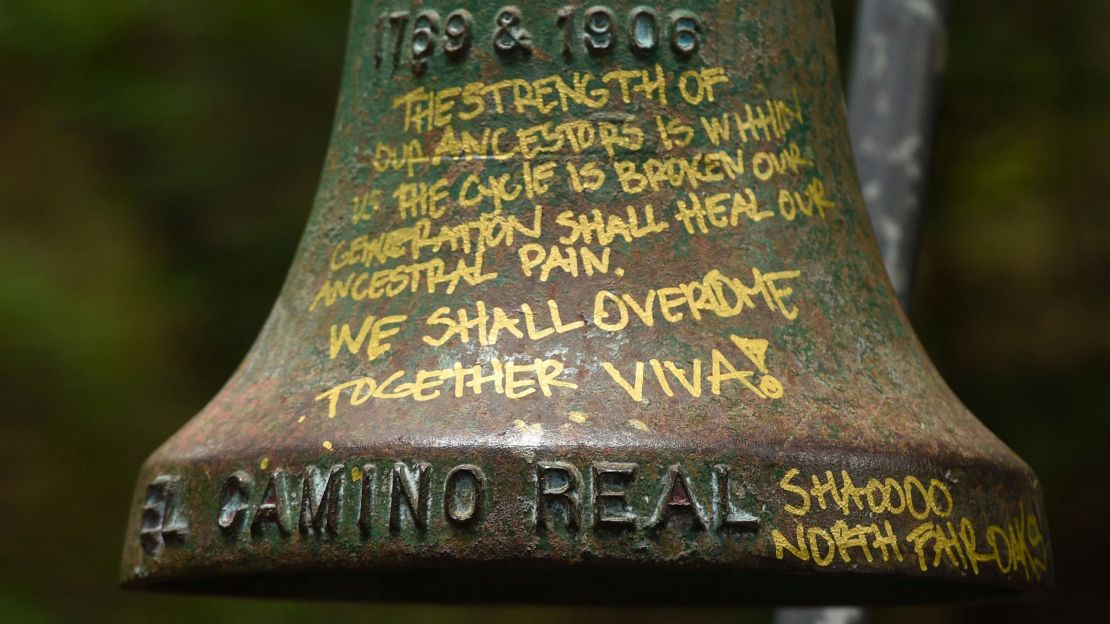 1769 & 1906
THE STRENGTH OF
OUR ANCESTORS IS WITHIN
US THE CYCLE IS BROKEN OUR
GENERATION SHALL HEAL OUR
ANCESTRAL PAIN.
WE SHALL OVERCOME
TOGETHER VIVA!
EL CAMINO REAL
NORTH FAIR OAKS